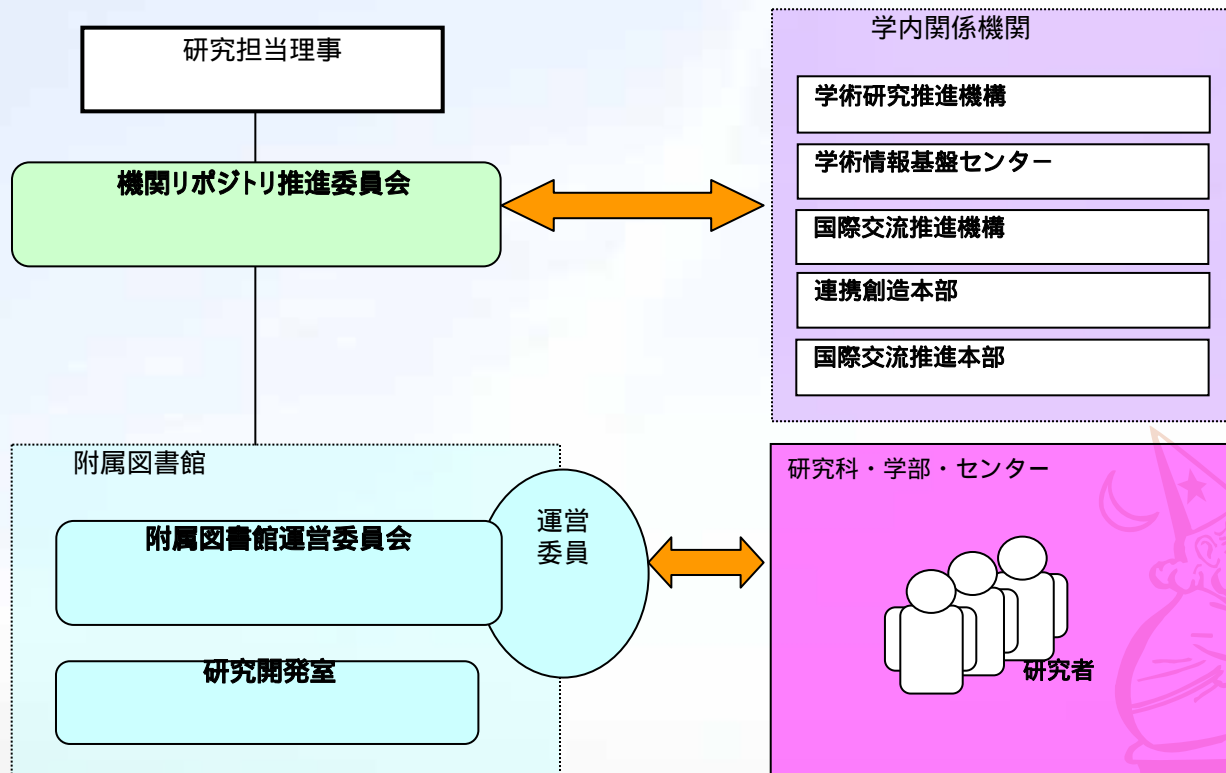 研究担当理事
機関リポジトリ推進委員会
学内関係機関
学術研究推進機構
学術情報基盤センター
国際交流推進機構
連携創造本部
国際交流推進本部
附属図書館
附属図書館運営委員会
研究開発室
運営
委員
研究科・学部・センター
研究者